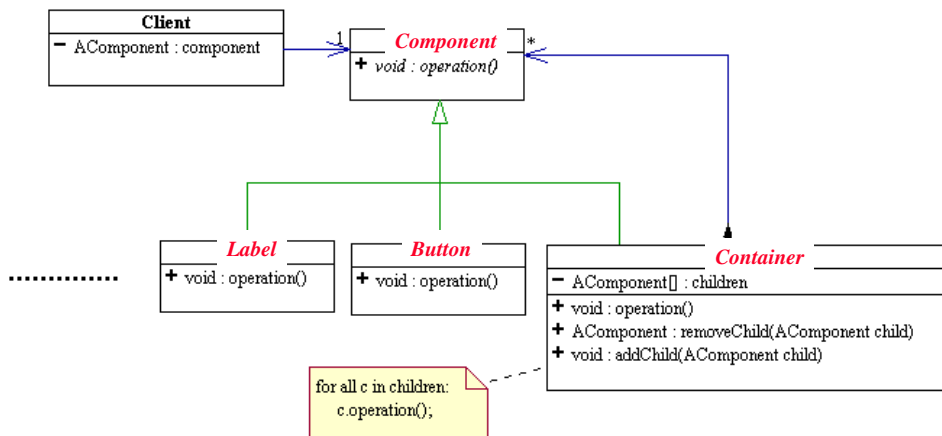 Client
− AComponent : component
1
Component
*
+ void : operation()
Label
+ void : operation()
Button
+ void : operation()
Container
− AComponent[] : children
+ void : operation()
+ AComponent : removeChild(AComponent child)
+ void : addChild(AComponent child)
for all c in children:
c.operation();